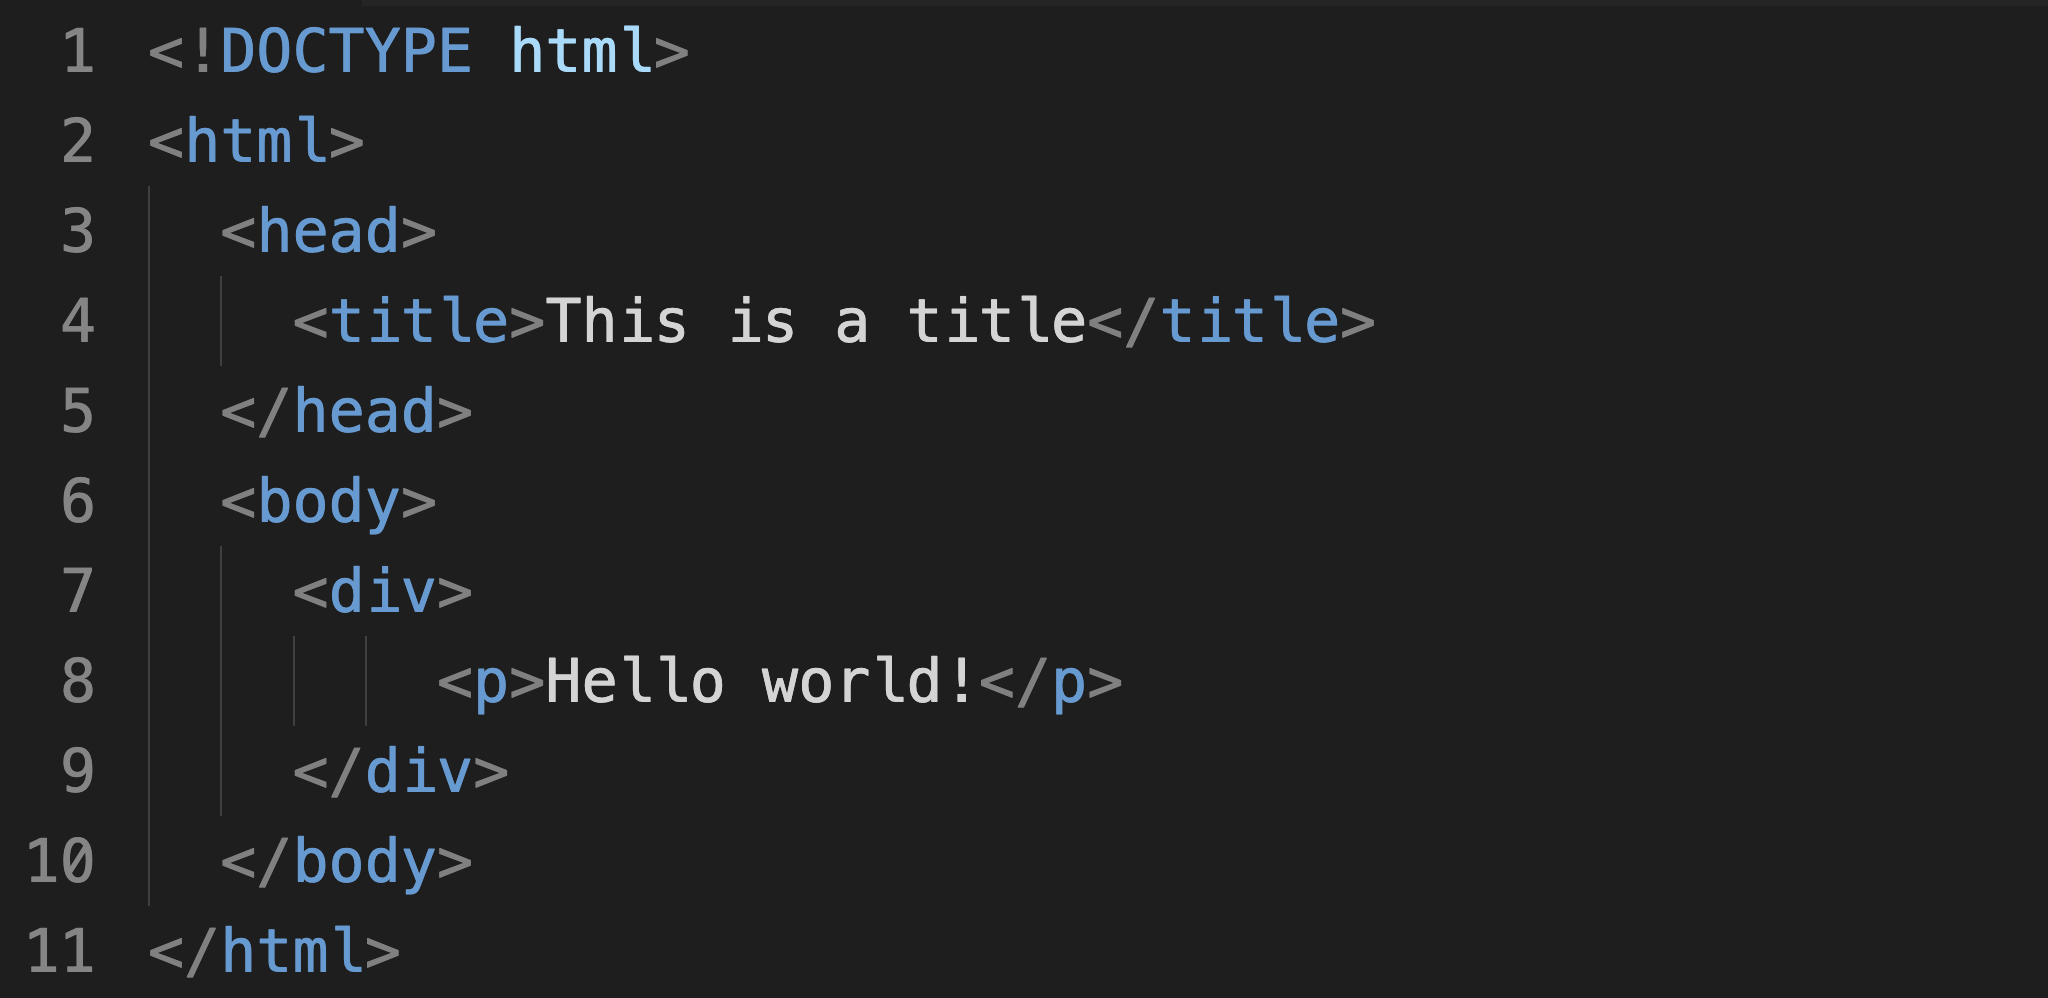 1 <!DOCTYPE html>
2 <html>
3   <head>
4     <title>This is a title</title>
5   </head>
6   <body>
7     <div>
8         <p>Hello world!</p>
9     </div>
10   </body>
11 </html>